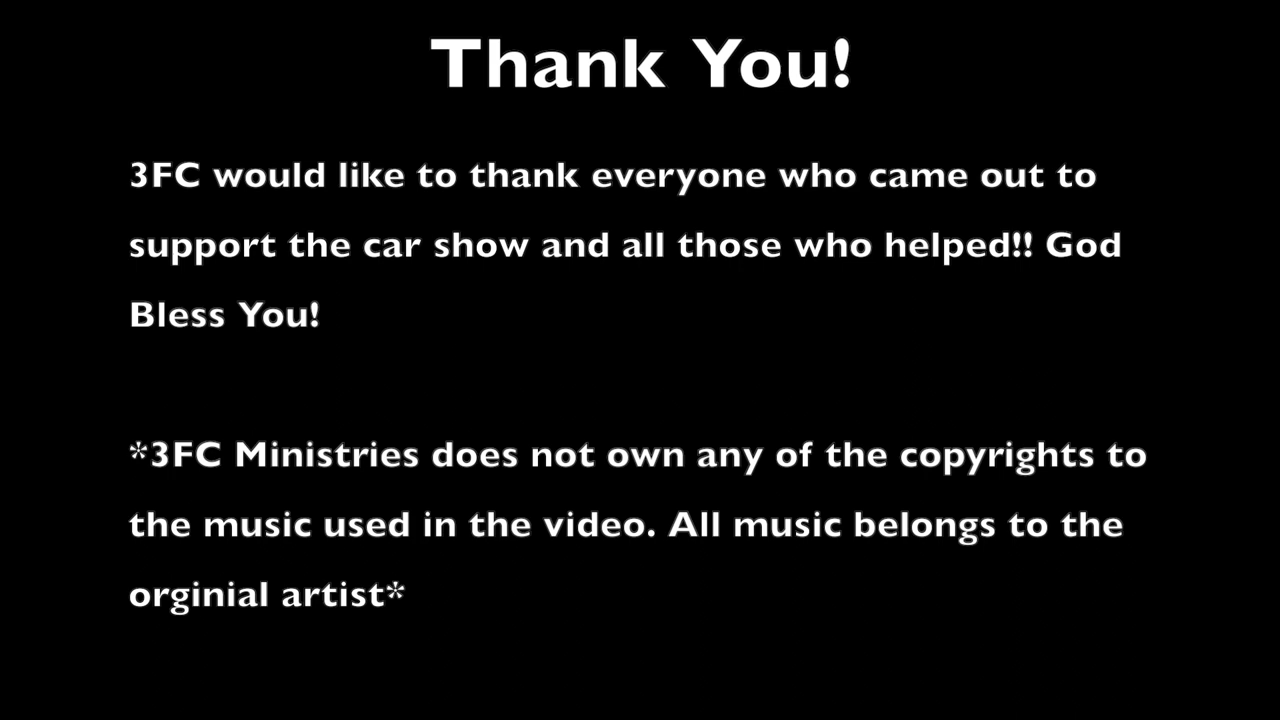 Thank You!
3FC would like to thank everyone who came out to
support the car show and all those who helped!! God
Bless You!
*3FC Ministries does not own any of the copyrights to
the music used in the video. All music belongs to the
orginial artist*